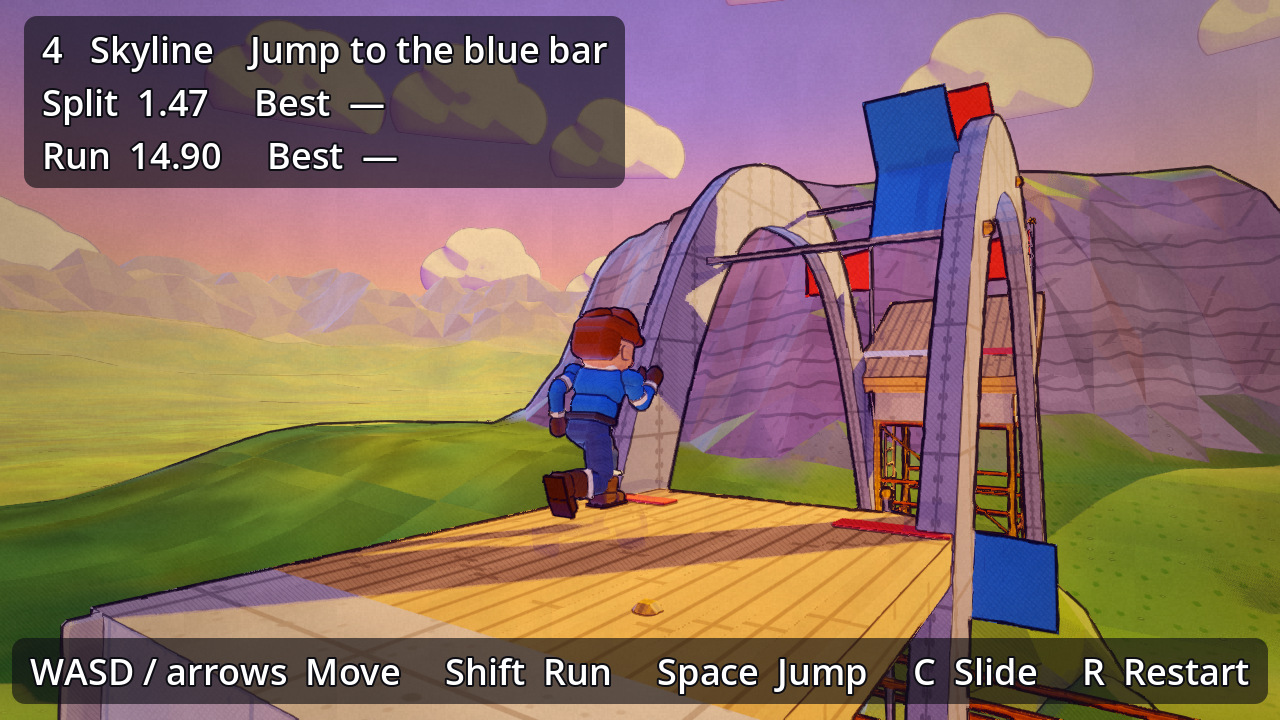 4 Skyline Jump to the blue bar
Split 1.47 Best —
Run 14.90 Best —
WASD / arrows Move Shift Run Space Jump C Slide R Restart